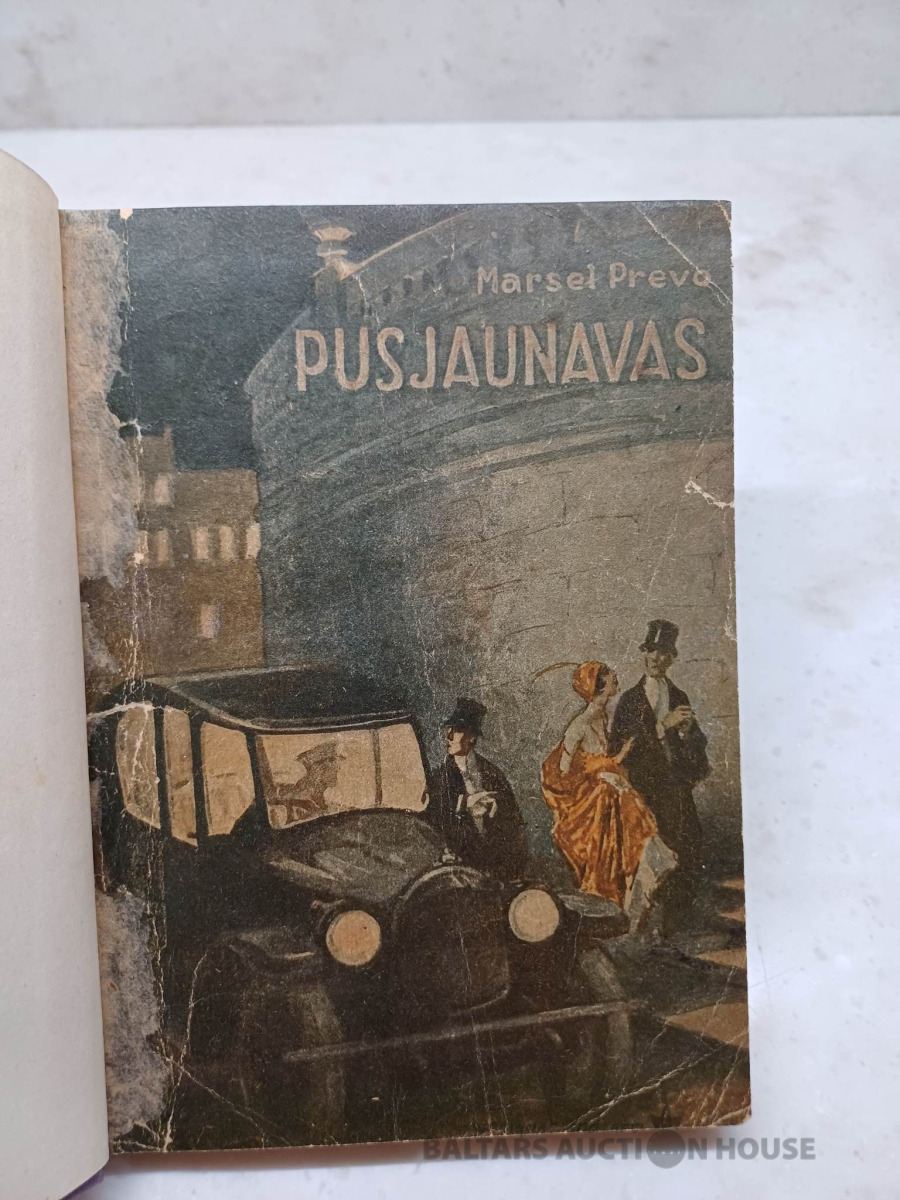 Marsel Prevo
PUSJAUNAVAS
BALTARS AUCTION HOUSE